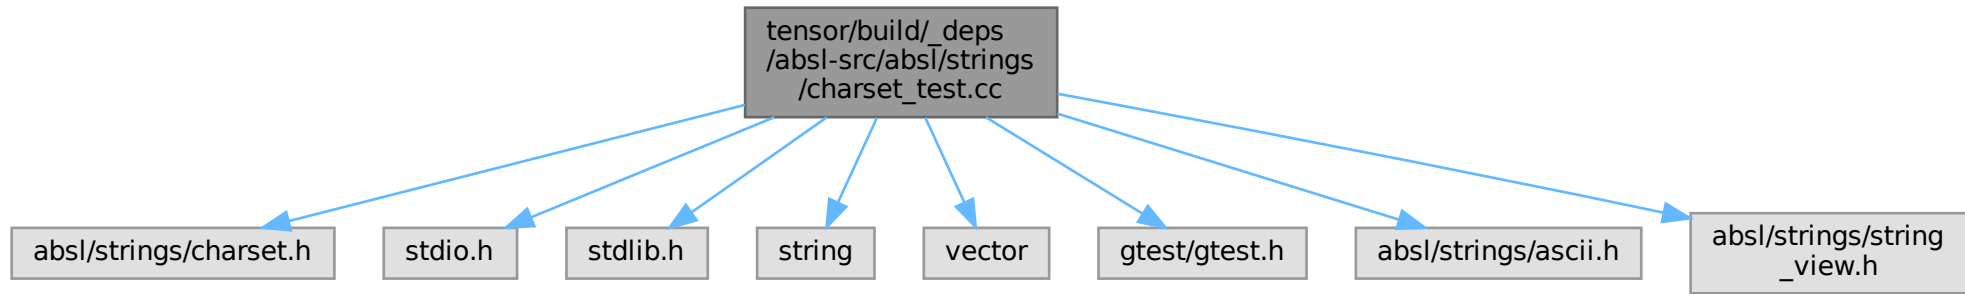 tensor/build/_deps
/absl-src/absl/strings
/charset_test.cc
absl/strings/charset.h
stdio.h
stdlib.h
string
vector
gtest/gtest.h
absl/strings/ascii.h
absl/strings/string
_view.h